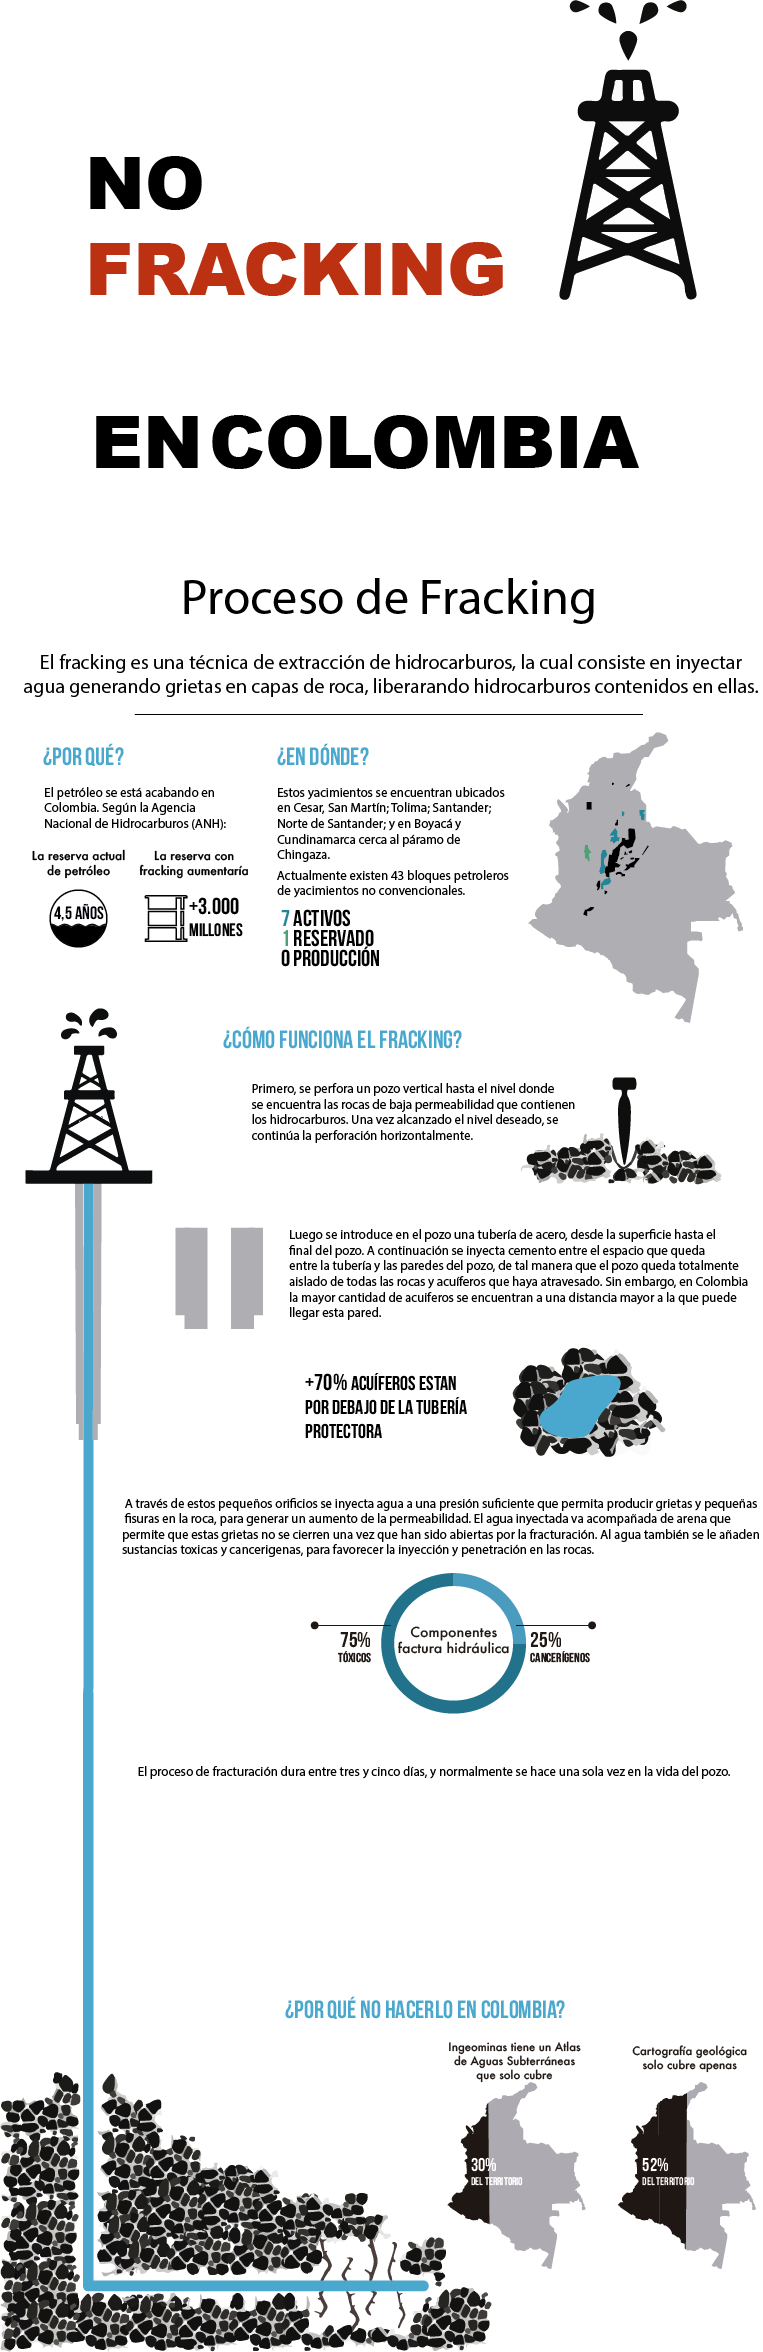 NO
FRACKING
EN COLOMBIA
Proceso de Fracking
El fracking es una técnica de extracción de hidrocarburos, la cual consiste en inyectar
agua generando grietas en capas de roca, liberarando hidrocarburos contenidos en ellas.
¿POR QUÉ?
El petróleo se está acabando en
Colombia. Según la Agencia
Nacional de Hidrocarburos (ANH):
La reserva actual
de petróleo
4,5 AÑOS
La reserva con
fracking aumentaría
+3.000
MILLONES
¿EN DÓNDE?
Estos yacimientos se encuentran ubicados
en Cesar, San Martín; Tolima; Santander;
Norte de Santander; y en Boyacá y
Cundinamarca cerca al páramo de
Chingaza.
Actualmente existen 43 bloques petroleros
de yacimientos no convencionales.
7 ACTIVOS
1 RESERVADO
0 PRODUCCIÓN
¿CÓMO FUNCIONA EL FRACKING?
Primero, se perfora un pozo vertical hasta el nivel donde
se encuentra las rocas de baja permeabilidad que contienen
los hidrocarburos. Una vez alcanzado el nivel deseado, se
continúa la perforación horizontalmente.
Luego se introduce en el pozo una tubería de acero, desde la superficie hasta el
final del pozo. A continuación se inyecta cemento entre el espacio que queda
entre la tubería y las paredes del pozo, de tal manera que el pozo queda totalmente
aislado de todas las rocas y acuíferos que haya atravesado. Sin embargo, en Colombia
la mayor cantidad de acuíferos se encuentran a una distancia mayor a la que puede
llegar esta pared.
+70% ACUÍFEROS ESTAN
POR DEBAJO DE LA TUBERÍA
PROTECTORA
A través de estos pequeños orificios se inyecta agua a una presión suficiente que permita producir grietas y pequeñas
fisuras en la roca, para generar un aumento de la permeabilidad. El agua inyectada va acompañada de arena que
permite que estas grietas no se cierren una vez que han sido abiertas por la fracturación. Al agua también se le añaden
sustancias toxicas y cancerigenas, para favorecer la inyección y penetración en las rocas.
75%
TÓXICOS
Componentes
factura hidráulica
25%
CANCERÍGENOS
El proceso de fracturación dura entre tres y cinco días, y normalmente se hace una sola vez en la vida del pozo.
¿POR QUÉ NO HACERLO EN COLOMBIA?
Ingeominas tiene un Atlas
de Aguas Subterráneas
que solo cubre
30%
DEL TERRITORIO
Cartografía geológica
solo cubre apenas
52%
DEL TERRITORIO